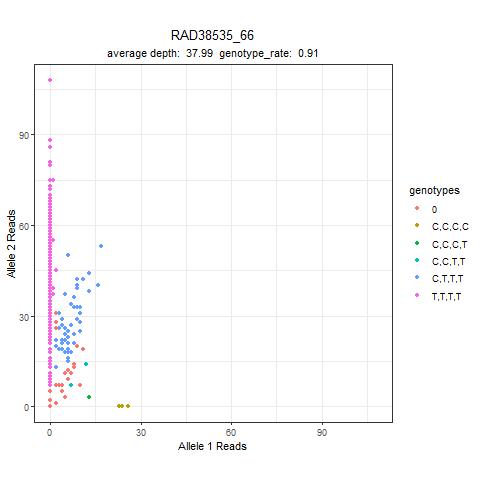 RAD38535_66
average depth: 37.99 genotype_rate: 0.91
90
60
30
0
Allele 2 Reads
0 30 60 90
Allele 1 Reads
genotypes
0
C,C,C,C
C,C,C,T
C,C,T,T
C,T,T,T
T,T,T,T